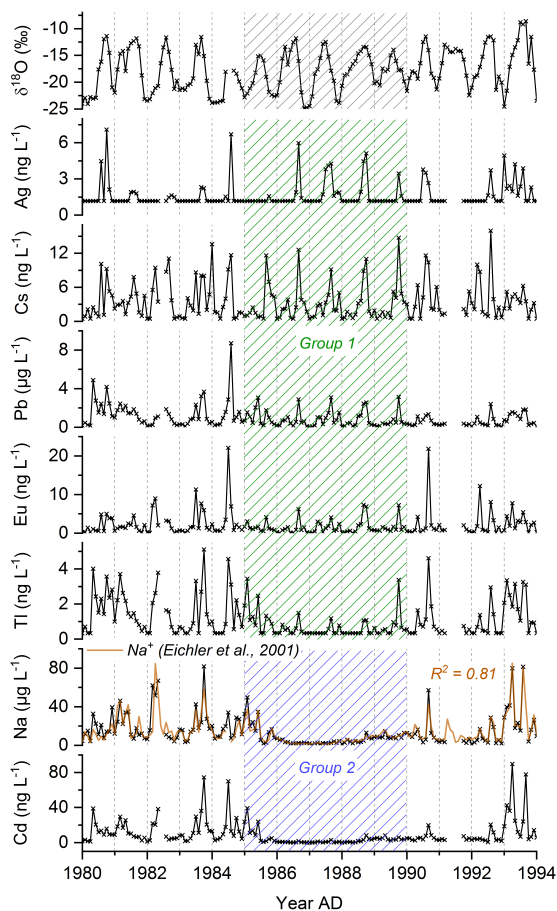 δ¹⁸O (‰)
-7
-10
-15
-20
-25
Ag (ng L⁻¹)
6
3
0
Cs (ng L⁻¹)
12
6
0
Group 1
Pb (µg L⁻¹)
8
4
0
Eu (ng L⁻¹)
20
10
0
Tl (ng L⁻¹)
4
2
0
Na⁺ (Eichler et al., 2001)
R² = 0.81
Na (µg L⁻¹)
80
40
0
Group 2
Cd (ng L⁻¹)
80
40
0
1980 1982 1984 1986 1988 1990 1992 1994
Year AD